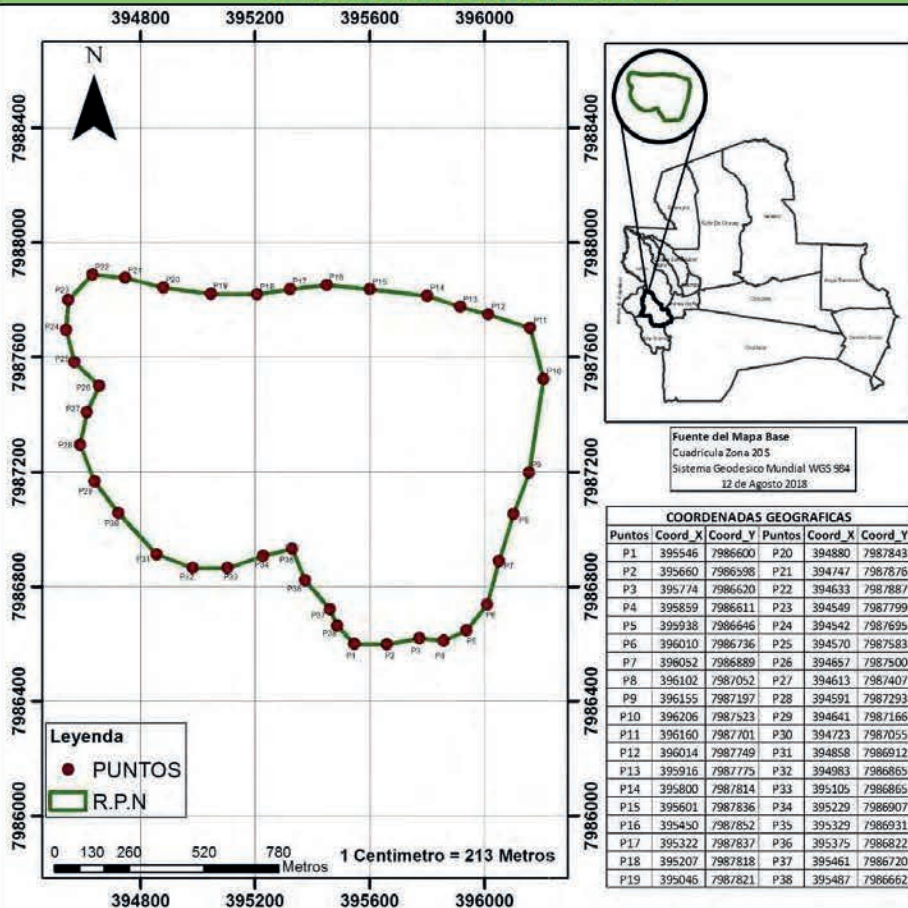 394800 395200 395600 396000
N
7988400 7988400
7988000 7988000
7987600 7987600
7987200 7987200
7986800 7986800
7986400 7986400
7986000 7986000
P22 P21 P20 P19 P18 P17 P16 P15 P14 P13 P12 P11
P23 P24 P25 P26 P27 P28 P29 P30
P10 P9 P8 P7 P6
P31 P32 P33 P34 P35 P36 P37 P38
P1 P2 P3 P4 P5
Leyenda
PUNTOS
R.P.N
0 130 260 520 780
Metros
1 Centimetro = 213 Metros
394800 395200 395600 396000
Fuente del Mapa Base
Cuadricula Zona 20 S
Sistema Geodesico Mundial WGS 984
12 de Agosto 2018
COORDENADAS GEOGRAFICAS
Puntos Coord_X Coord_Y Puntos Coord_X Coord_Y
P1 395546 7986600 P20 394880 7987843
P2 395660 7986598 P21 394747 7987876
P3 395774 7986620 P22 394633 7987887
P4 395859 7986611 P23 394549 7987799
P5 395938 7986646 P24 394542 7987695
P6 396010 7986736 P25 394570 7987583
P7 396052 7986889 P26 394657 7987500
P8 396102 7987052 P27 394613 7987407
P9 396155 7987197 P28 394591 7987293
P10 396206 7987523 P29 394641 7987166
P11 396160 7987701 P30 394723 7987055
P12 396014 7987749 P31 394858 7986912
P13 395916 7987775 P32 394983 7986865
P14 395800 7987814 P33 395105 7986865
P15 395601 7987836 P34 395229 7986907
P16 395450 7987852 P35 395329 7986931
P17 395322 7987837 P36 395375 7986822
P18 395207 7987818 P37 395461 7986720
P19 395046 7987821 P38 395487 7986662